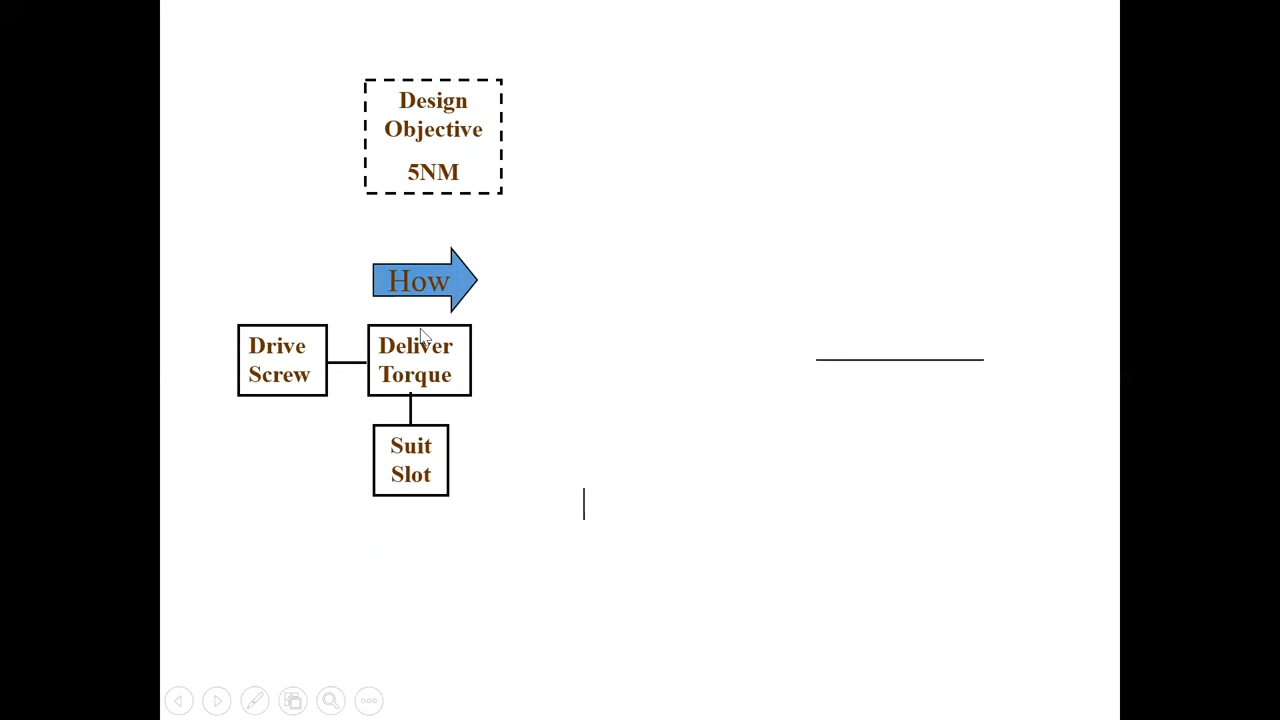 Design
Objective
5NM
How
Drive
Screw
Deliver
Torque
Suit
Slot